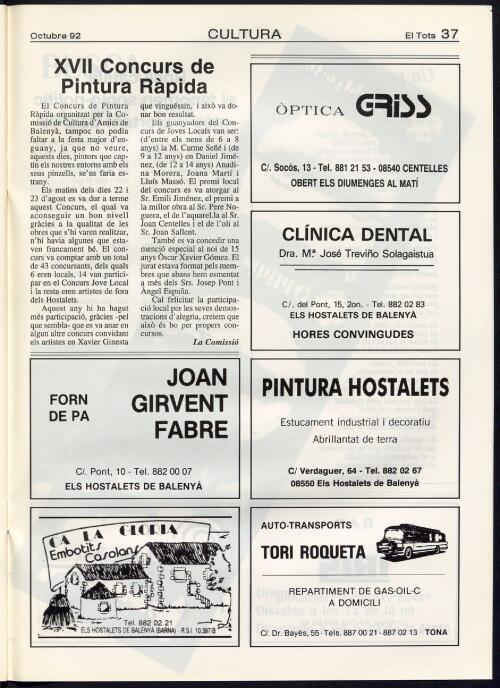 Octubre 92
CULTURA
El Tots 37
XVII Concurs de
Pintura Ràpida
El Concurs de Pintura
Ràpida organitzat per la Co-
missió de Cultura d'Amics de
Balenyà, tampoc no podia
faltar a la festa major d'en-
guany, ja que no veure,
aquests dies, pintors que cap-
tin els nostres entorns amb els
seus pinzells, se'ns faria es-
trany.
Els matins dels dies 22 i
23 d'agost es va dur a terme
aquest Concurs, el qual va
aconseguir un bon nivell
gràcies a la qualitat de les
obres que s'hi varen realitzar,
n'hi havia algunes que esta-
ven francament bé. El con-
curs va comptar amb un total
de 43 concursants, dels quals
6 eren locals, 14 van partici-
par en el Concurs Jove Local
i la resta eren artistes de fora
dels Hostalets.
Aquest any hi ha hagut
més participació, gràcies -pel
que sembla- que es va anar en
algun altre concurs convidant
els artistes en Xavier Ginesta
que vinguéssin, i això va do-
nar bon resultat.
Els guanyadors del Con-
curs de Joves Locals van ser:
(d'entre els nens de 6 a 8
anys) la M. Carme Señé i (de
9 a 12 anys) en Daniel Jimé-
nez, (de 12 a 14 anys) Anadi-
na Morera, Joana Martí i
Lluís Massó. El premi local
del concurs es va atorgar al
Sr. Emili Jiménez, el premi a
la millor obra al Sr. Pere No-
guera, el de l'aquarel.la al Sr.
Joan Centelles i el de l'oli al
Sr. Joan Sallent.
També es va concedir una
menció especial al noi de 15
anys Òscar Xavier Gómez. El
jurat estava format pels mem-
bres que abans hem esmentat
a més dels Srs. Josep Pont i
Àngel España.
Cal felicitar la participa-
ció local per les seves demos-
tracions d'alegria, creiem que
això és bo per propers con-
cursos.
La Comissió
ÒPTICA GRISS
C/. Socós, 13 - Tel. 881 21 53 - 08540 CENTELLES
OBERT ELS DIUMENGES AL MATÍ
CLÍNICA DENTAL
Dra. M.ª José Treviño Solagaistua
C/. del Pont, 15, 2on. - Tel. 882 02 83
ELS HOSTALETS DE BALENYÀ
HORES CONVINGUDES
FORN
DE PA
JOAN
GIRVENT
FABRE
C/. Pont, 10 - Tel. 882 00 07
ELS HOSTALETS DE BALENYÀ
PINTURA HOSTALETS
Estucament industrial i decoratiu
Abrillantat de terra
C/ Verdaguer, 64 - Tel. 882 02 67
08550 Els Hostalets de Balenyà
CA LA GLORIA
Embotits
Casolans
Tel. 882 02 21
ELS HOSTALETS DE BALENYÀ (BARNA) - R.S.I. 10.397/B
AUTO-TRANSPORTS
TORI ROQUETA
REPARTIMENT DE GAS-OIL-C
A DOMICILI
C/. Dr. Bayés, 55 - Tels. 887 00 21 - 887 02 13 TONA